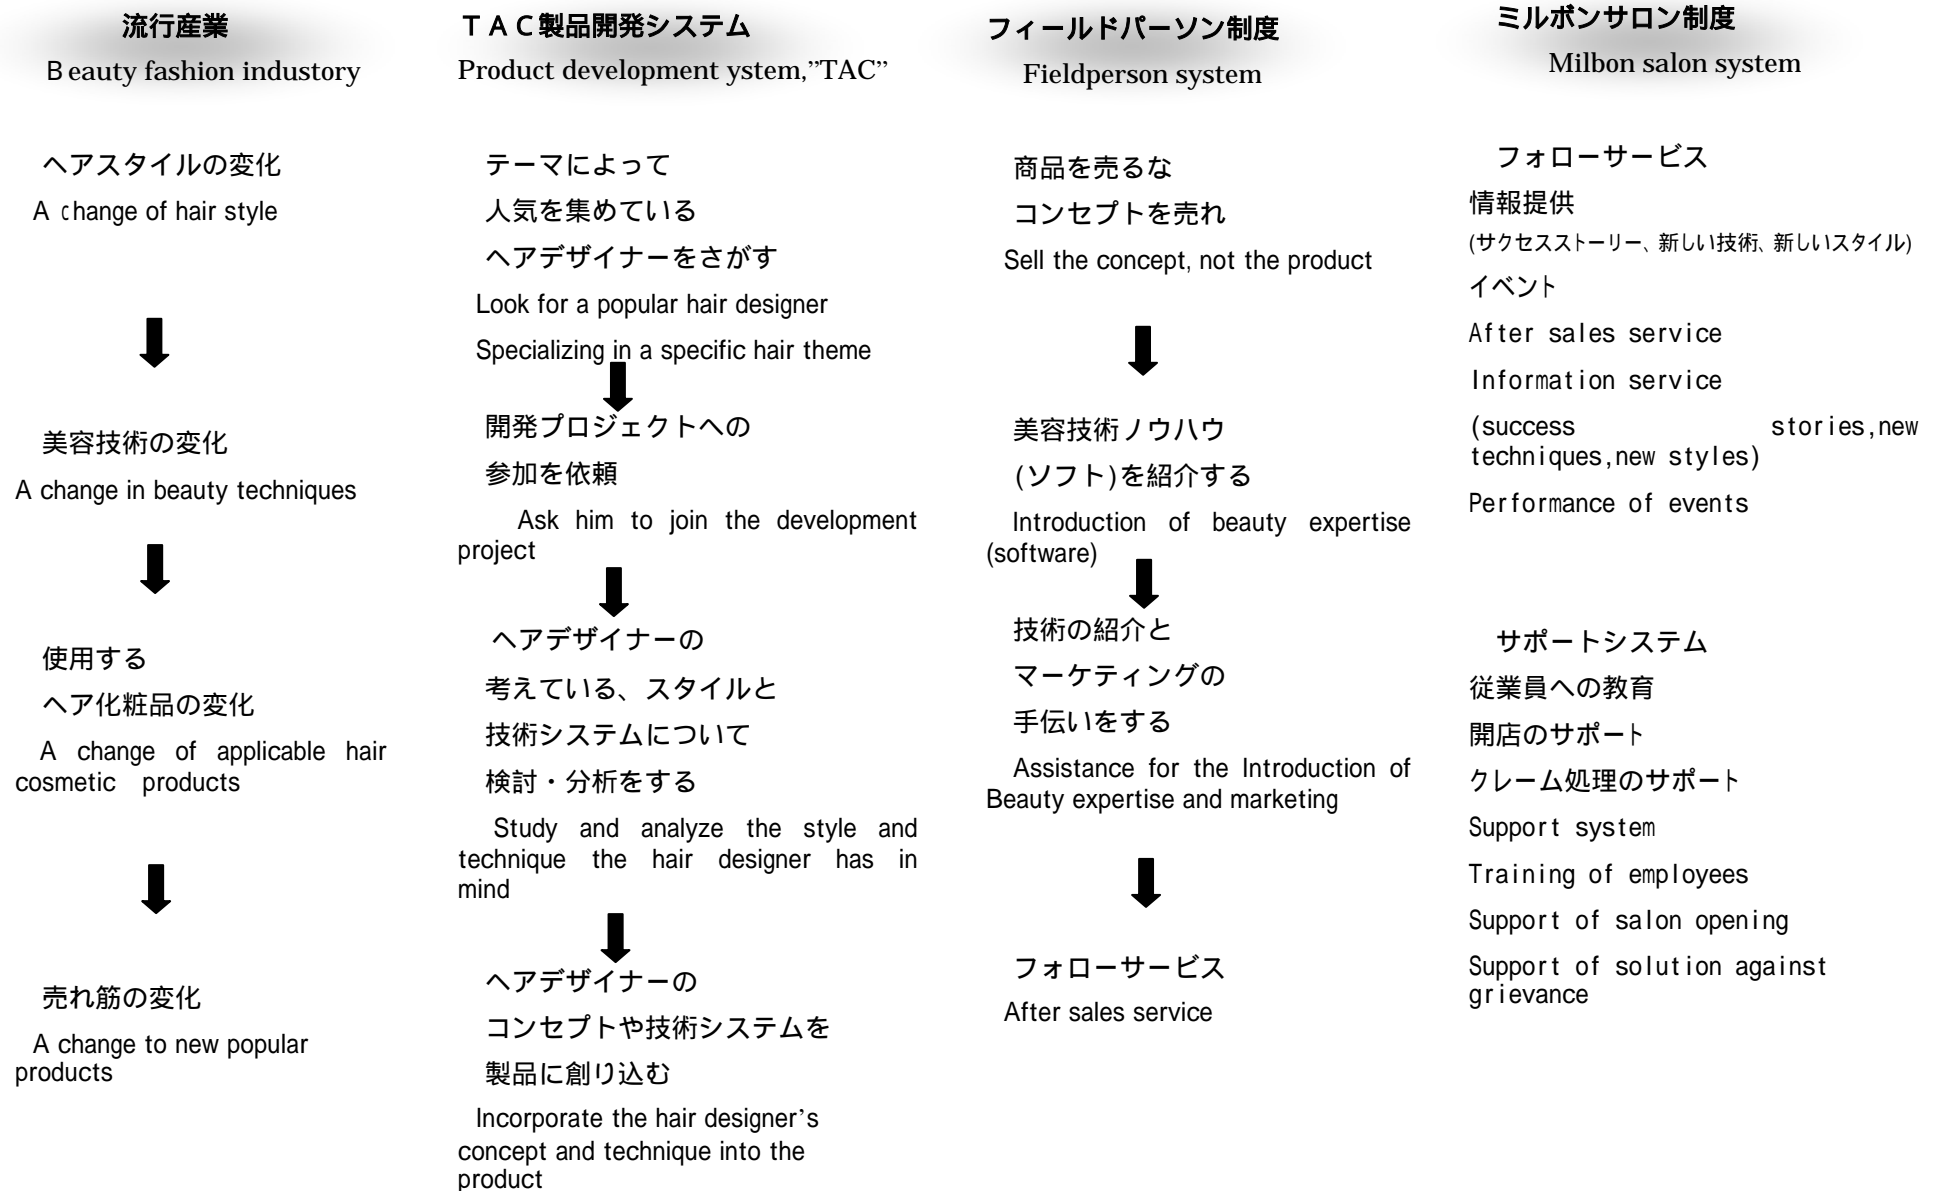 流行産業
Beauty fashion industory
ヘアスタイルの変化
A change of hair style
美容技術の変化
A change in beauty techniques
使用する
ヘア化粧品の変化
A change of applicable hair
cosmetic products
売れ筋の変化
A change to new popular
products
ＴＡＣ製品開発システム
Product development ystem,”TAC”
テーマによって
人気を集めている
ヘアデザイナーをさがす
Look for a popular hair designer
Specializing in a specific hair theme
開発プロジェクトへの
参加を依頼
Ask him to join the development
project
ヘアデザイナーの
考えている、スタイルと
技術システムについて
検討・分析をする
Study and analyze the style and
technique the hair designer has in
mind
ヘアデザイナーの
コンセプトや技術システムを
製品に創り込む
Incorporate the hair designer’s
concept and technique into the
product
フィールドパーソン制度
Fieldperson system
商品を売るな
コンセプトを売れ
Sell the concept, not the product
美容技術ノウハウ
(ソフト)を紹介する
Introduction of beauty expertise
(software)
技術の紹介と
マーケティングの
手伝いをする
Assistance for the Introduction of
Beauty expertise and marketing
フォローサービス
After sales service
ミルボンサロン制度
Milbon salon system
フォローサービス
情報提供
(サクセスストーリー、新しい技術、新しいスタイル)
イベント
After sales service
Information service
(success stories,new
techniques,new styles)
Performance of events
サポートシステム
従業員への教育
開店のサポート
クレーム処理のサポート
Support system
Training of employees
Support of salon opening
Support of solution against
grievance